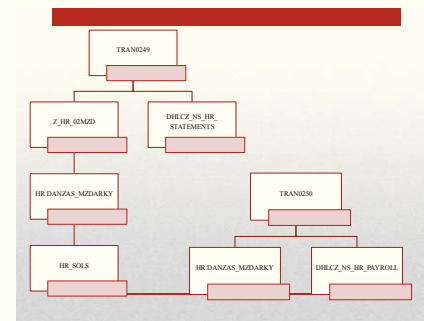 TRAN0249
Z_HR_02MZD
DHLCZ_NS_HR_
STATEMENTS
HR:DANZAS_MZDARKY
TRAN0250
HR_SOLS
HR:DANZAS_MZDARKY
DHLCZ_NS_HR_PAYROLL